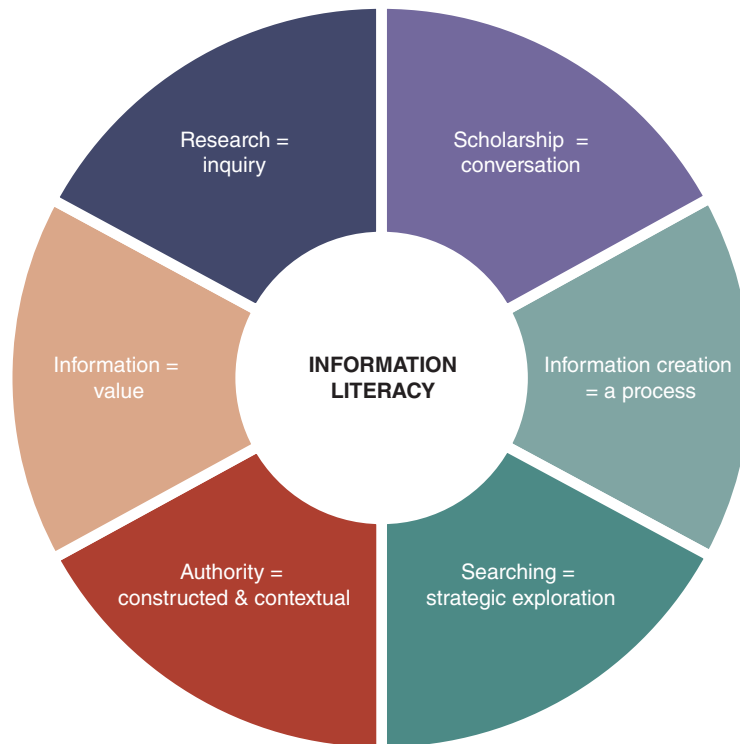 Research =
inquiry
Scholarship =
conversation
Information =
value
INFORMATION
LITERACY
Information creation
= a process
Authority =
constructed & contextual
Searching =
strategic exploration